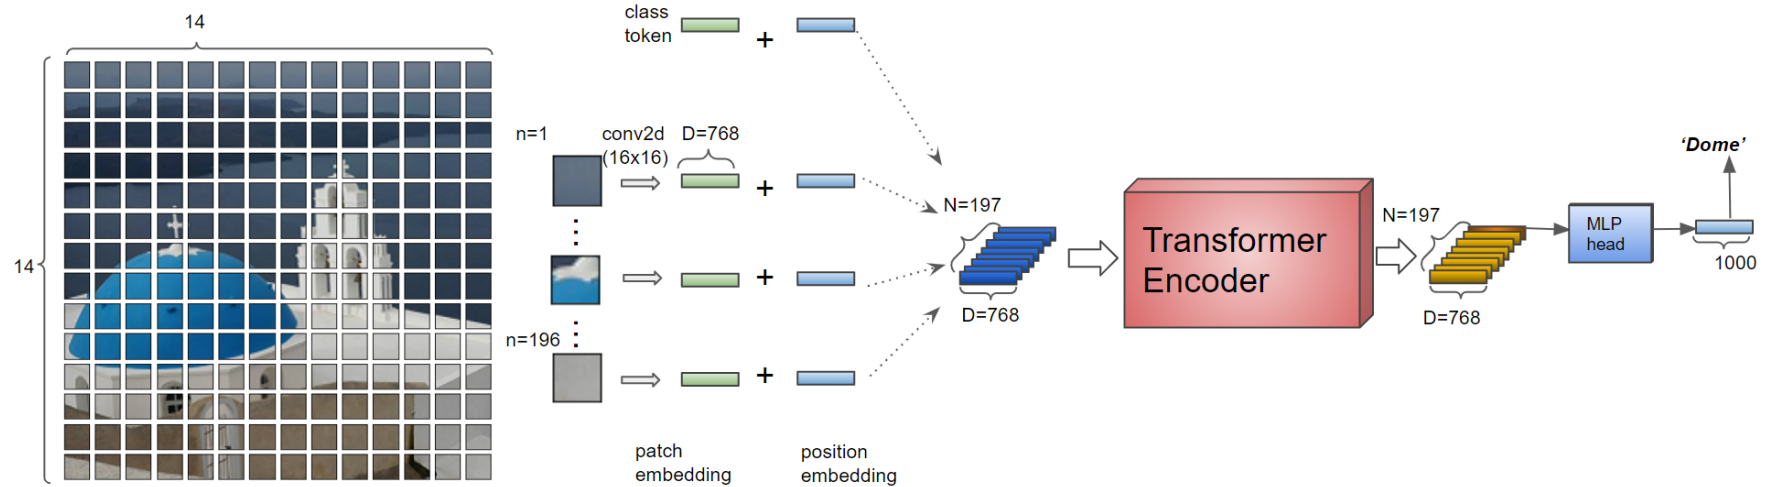 14
14
class
token
+
n=1
conv2d
(16x16)
D=768
+
+
n=196
+
patch
embedding
position
embedding
N=197
D=768
Transformer
Encoder
N=197
D=768
MLP
head
'Dome'
1000